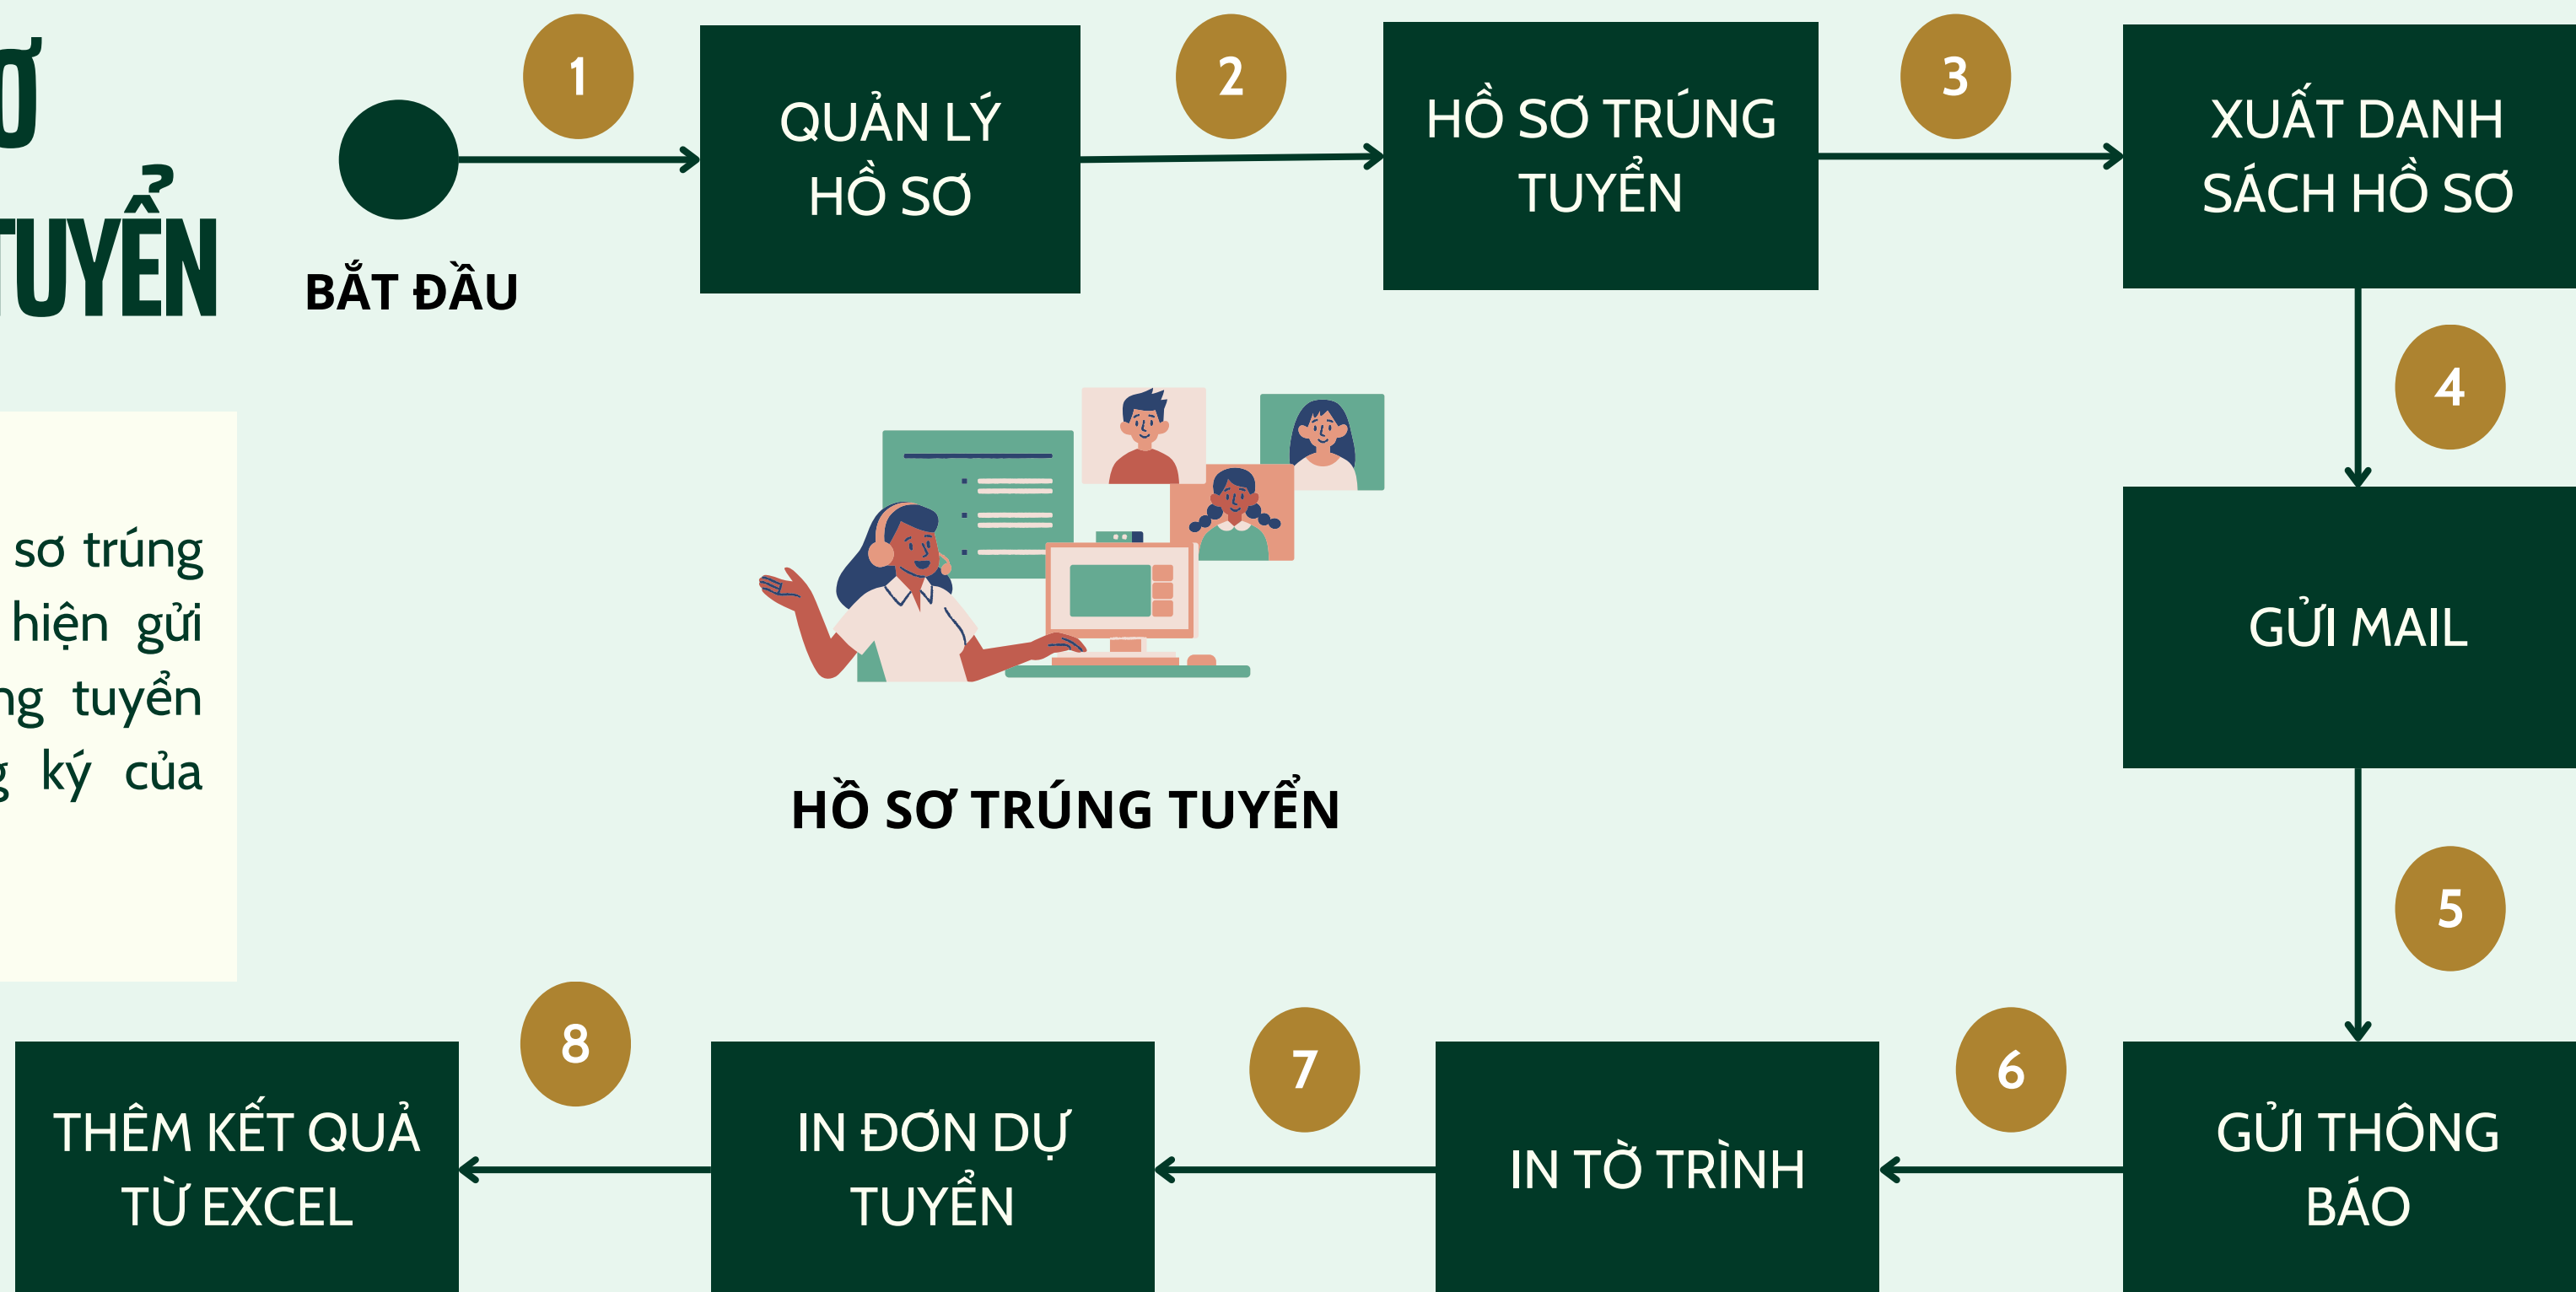 TUYỂN
BẮT ĐẦU
1
QUẢN LÝ
HỒ SƠ
2
HỒ SƠ TRÚNG
TUYỂN
3
XUẤT DANH
SÁCH HỒ SƠ
4
GỬI MAIL
sơ trúng
hiện gửi
tuyển
ký của
HỒ SƠ TRÚNG TUYỂN
5
GỬI THÔNG
BÁO
6
IN TỜ TRÌNH
7
IN ĐƠN DỰ
TUYỂN
8
THÊM KẾT QUẢ
TỪ EXCEL